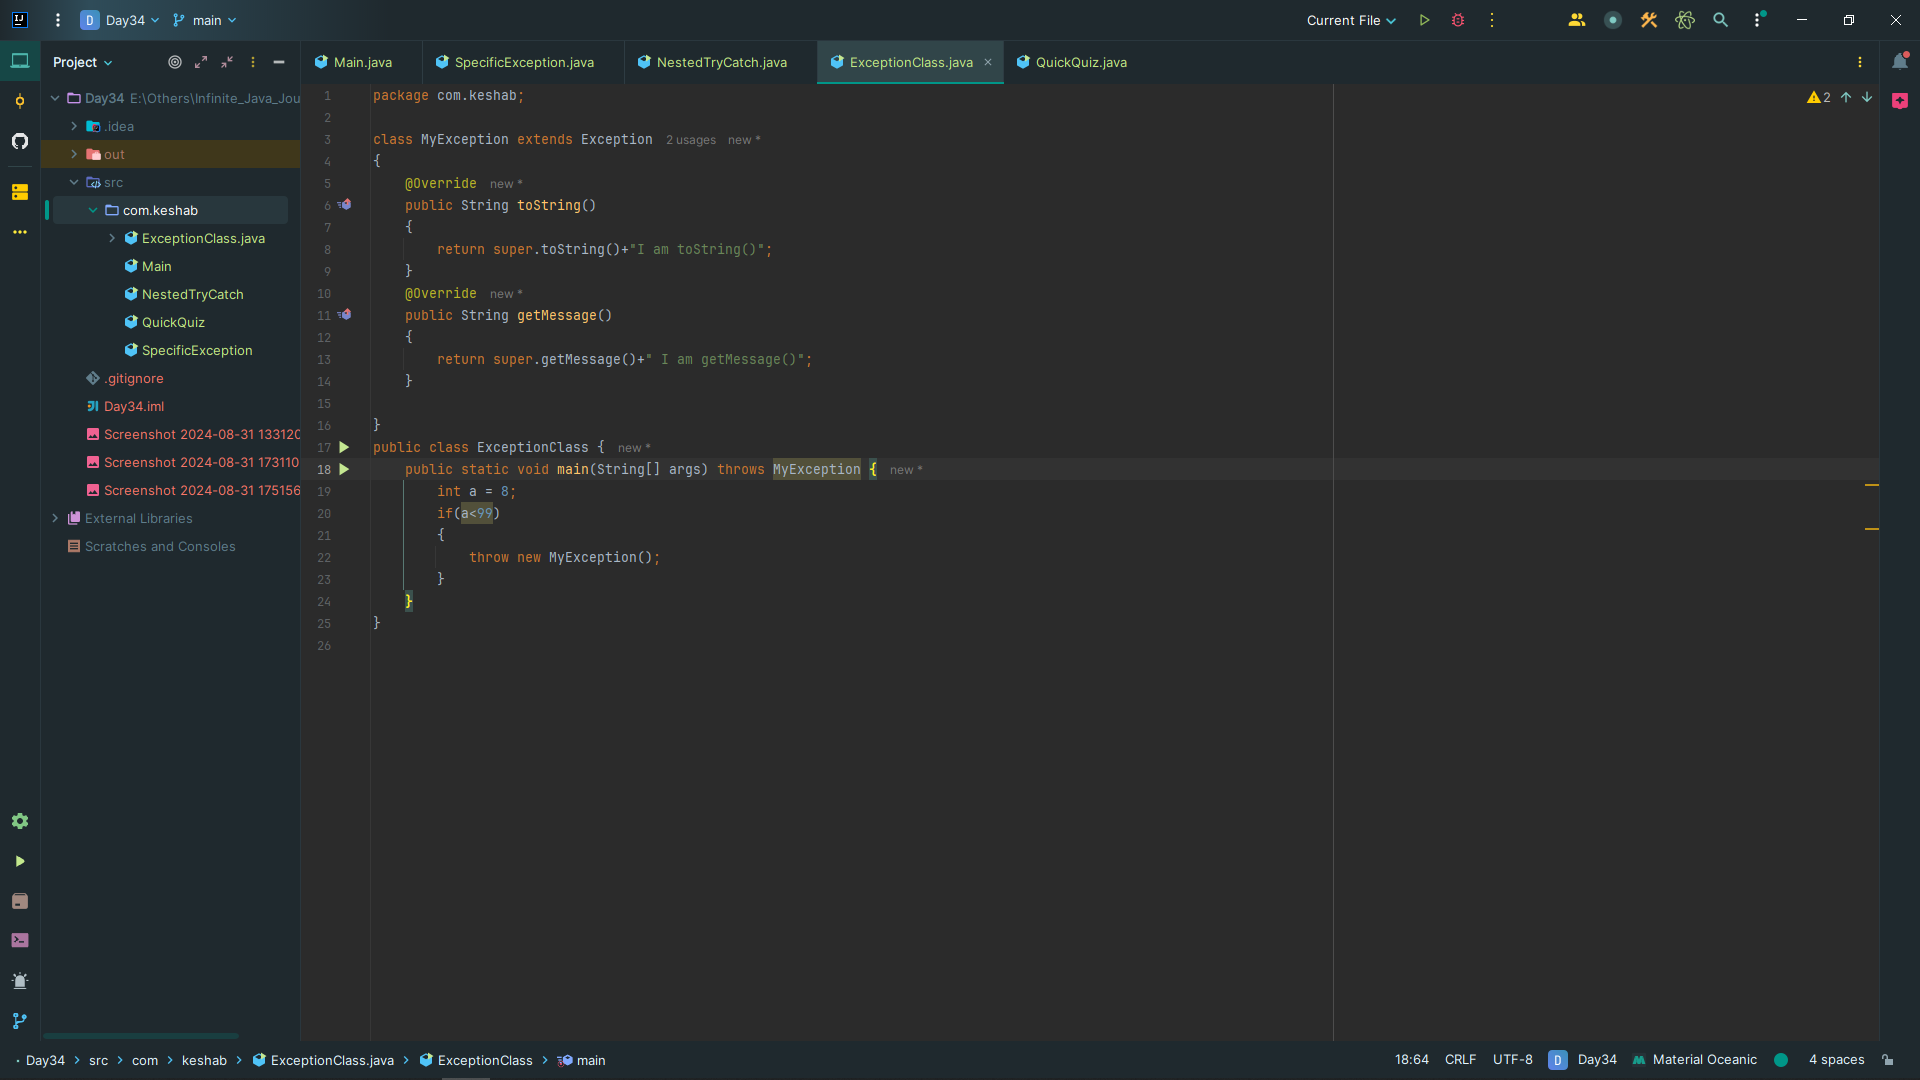 IJ
D Day34 main
Current File
Project
Main.java SpecificException.java NestedTryCatch.java ExceptionClass.java QuickQuiz.java
Day34 E:\Others\Infinite_Java_Jou
.idea
out
src
com.keshab
ExceptionClass.java
Main
NestedTryCatch
QuickQuiz
SpecificException
.gitignore
Day34.iml
Screenshot 2024-08-31 133120
Screenshot 2024-08-31 173110
Screenshot 2024-08-31 175156
External Libraries
Scratches and Consoles
2
1 package com.keshab;
2
3 class MyException extends Exception 2 usages new *
4 {
5 @Override new *
6 public String toString()
7 {
8 return super.toString()+"I am toString()";
9 }
10 @Override new *
11 public String getMessage()
12 {
13 return super.getMessage()+" I am getMessage()";
14 }
15
16 }
17 public class ExceptionClass { new *
18 public static void main(String[] args) throws MyException { new *
19 int a = 8;
20 if(a<99)
21 {
22 throw new MyException();
23 }
24 }
25 }
26
Day34 > src > com > keshab > ExceptionClass.java > ExceptionClass > main
18:64 CRLF UTF-8 D Day34 Material Oceanic 4 spaces